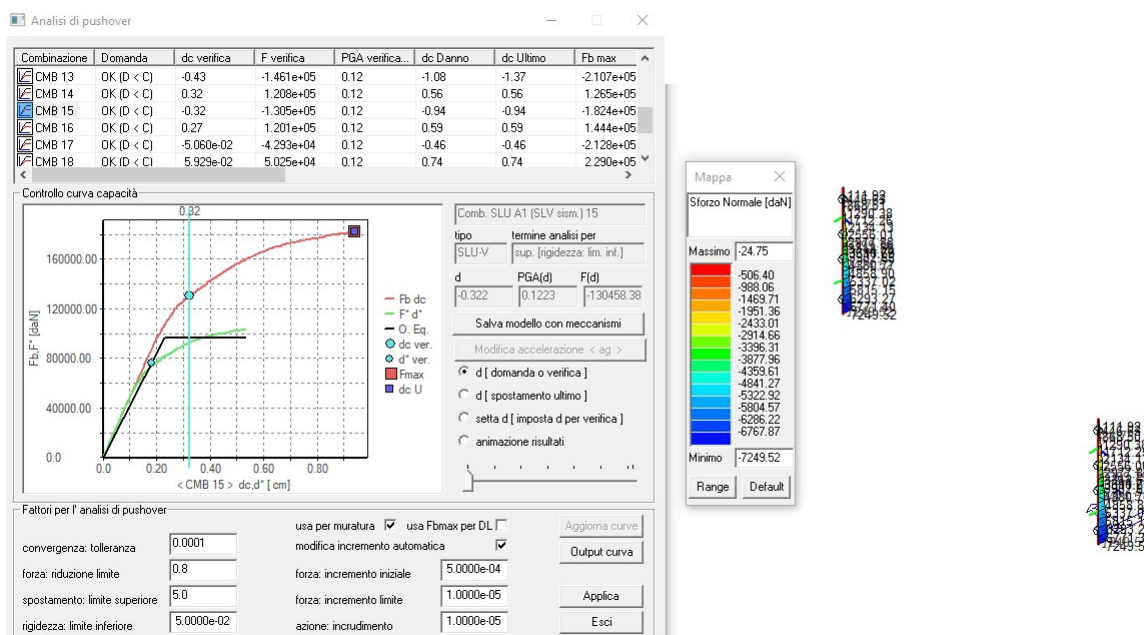 Analisi di pushover
Combinazione Domanda dc verifica F verifica PGA verifica... dc Danno dc Ultimo Fb max
CMB 13 OK (D < C) -0.43 -1.461e+05 0.12 -1.08 -1.37 -2.107e+05
CMB 14 OK (D < C) 0.32 1.208e+05 0.12 0.56 0.56 1.265e+05
CMB 15 OK (D < C) -0.32 -1.305e+05 0.12 -0.94 -0.94 -1.824e+05
CMB 16 OK (D < C) 0.27 1.201e+05 0.12 0.59 0.59 1.444e+05
CMB 17 OK (D < C) -5.060e-02 -4.293e+04 0.12 -0.46 -0.46 -2.128e+05
CMB 18 OK (D < C) 5.929e-02 5.025e+04 0.12 0.74 0.74 2.290e+05
Controllo curva capacità
0.32
160000.00
120000.00
80000.00
40000.00
0.0
Fb,F* [daN]
0.0 0.20 0.40 0.60 0.80
< CMB 15 > dc,d* [ cm]
Fb dc
F* d*
O. Eq.
dc ver.
d* ver.
Fmax
dc U
Comb. SLU A1 (SLV sism.) 15
tipo termine analisi per
SLU-V sup. [rigidezza: lim. inf.]
d PGA(d) F(d)
-0.322 0.1223 -130458.38
Salva modello con meccanismi
Modifica accelerazione < ag >
d [ domanda o verifica ]
d [ spostamento ultimo ]
setta d [ imposta d per verifica ]
animazione risultati
Fattori per l' analisi di pushover
usa per muratura usa Fbmax per DL
Aggiorna curve
convergenza: tolleranza 0.0001
modifica incremento automatica
Output curva
forza: riduzione limite 0.8
forza: incremento iniziale 5.0000e-04
spostamento: limite superiore 5.0
forza: incremento limite 1.0000e-05
Applica
rigidezza: limite inferiore 5.0000e-02
azione: incrudimento 1.0000e-05
Esci
Mappa
Sforzo Normale [daN]
Massimo -24.75
-506.40
-988.06
-1469.71
-1951.36
-2433.01
-2914.66
-3396.31
-3877.96
-4359.61
-4841.27
-5322.92
-5804.57
-6286.22
-6767.87
Minimo -7249.52
Range Default
-7249.52